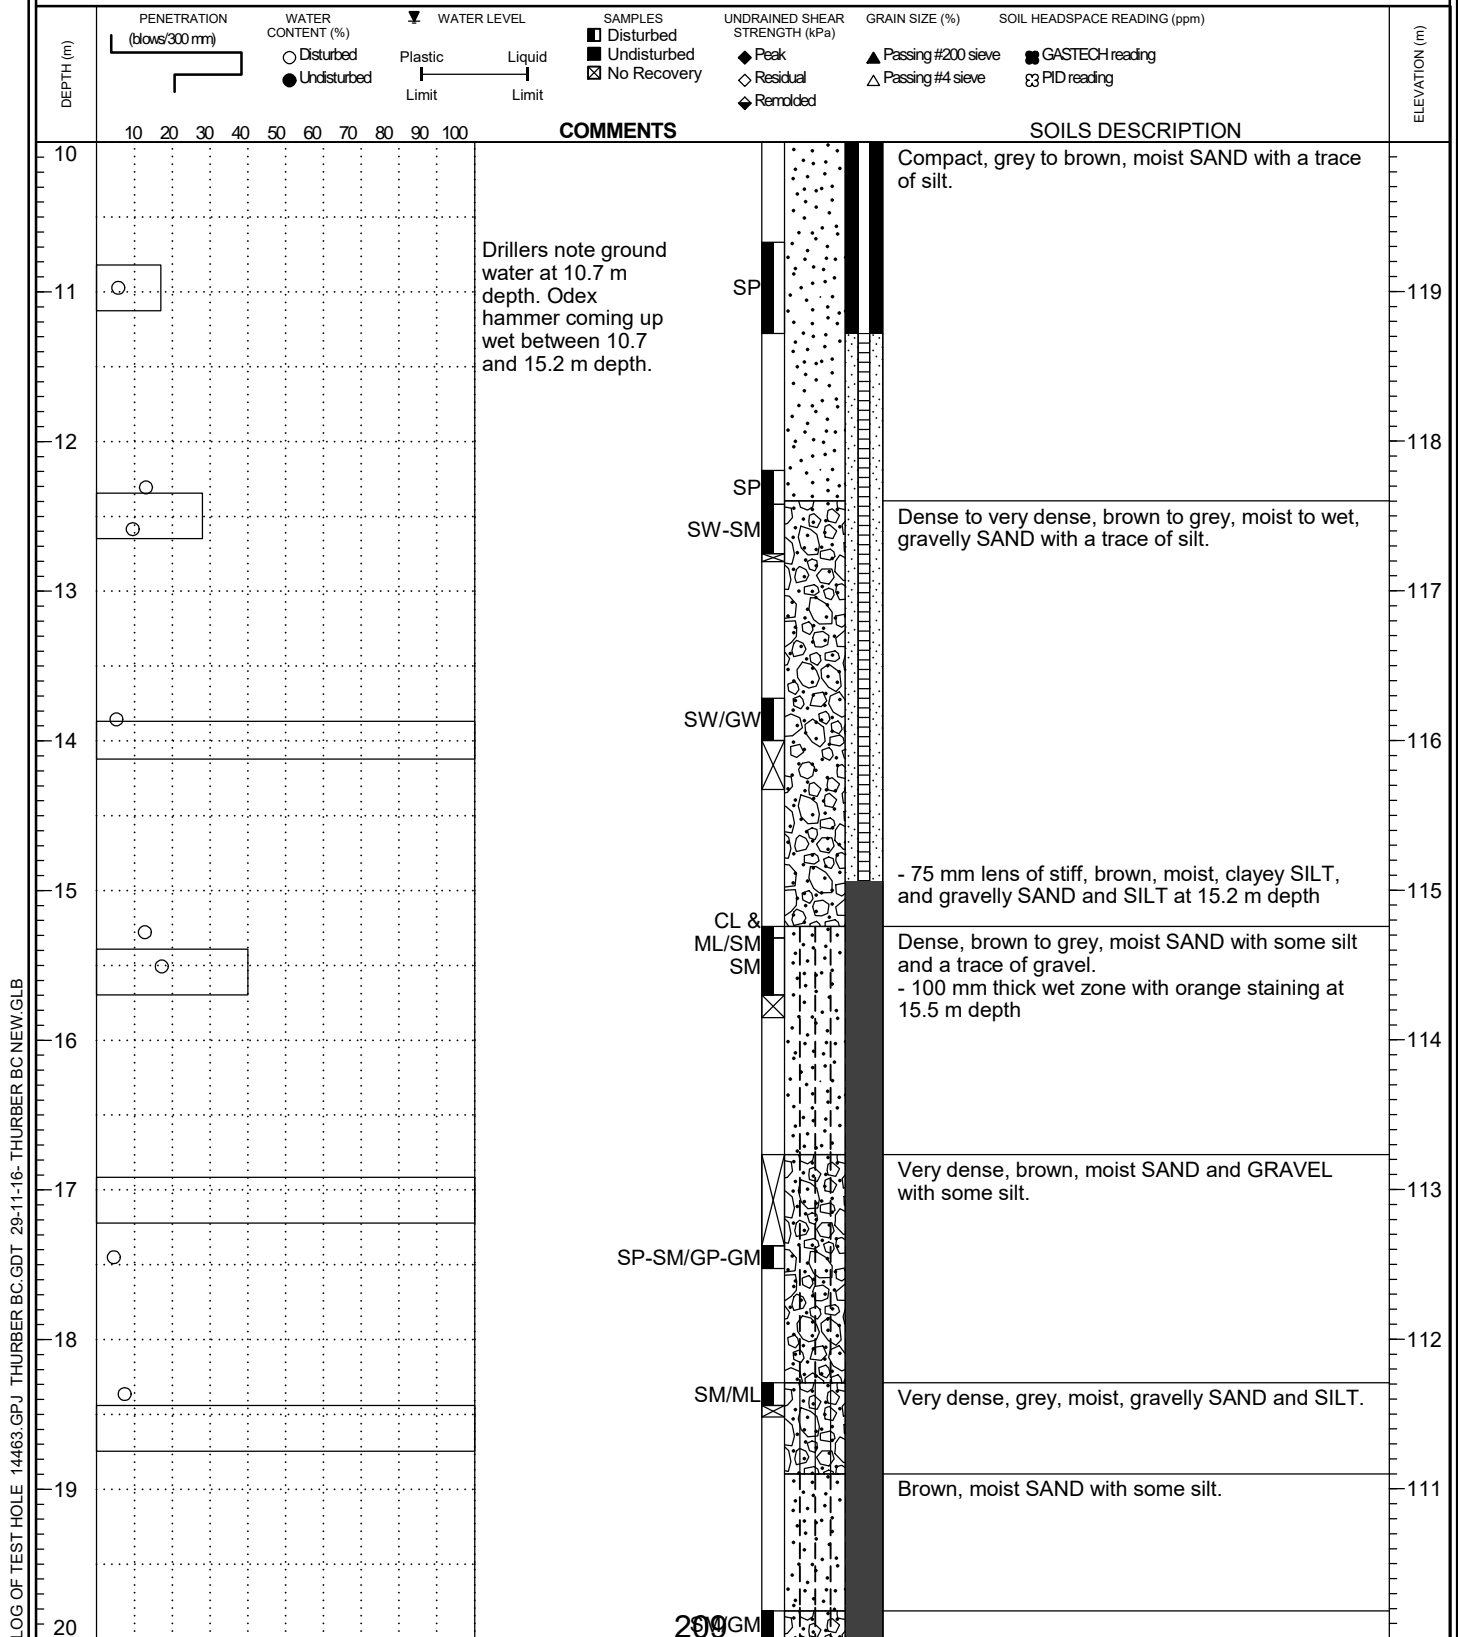 PENETRATION
(blows/300 mm)
WATER
CONTENT (%)
Disturbed
Undisturbed
WATER LEVEL
Plastic Liquid
Limit Limit
SAMPLES
Disturbed
Undisturbed
No Recovery
UNDRAINED SHEAR
STRENGTH (kPa)
Peak
Residual
Remolded
GRAIN SIZE (%)
Passing #200 sieve
Passing #4 sieve
SOIL HEADSPACE READING (ppm)
GASTECH reading
PID reading
DEPTH (m)
ELEVATION (m)
10 20 30 40 50 60 70 80 90 100
COMMENTS
SOILS DESCRIPTION
10
Compact, grey to brown, moist SAND with a trace
of silt.
Drillers note ground
water at 10.7 m
depth. Odex
hammer coming up
wet between 10.7
and 15.2 m depth.
11
SP
119
12
118
SP
SW-SM
Dense to very dense, brown to grey, moist to wet,
gravelly SAND with a trace of silt.
13
117
SW/GW
14
116
- 75 mm lens of stiff, brown, moist, clayey SILT,
and gravelly SAND and SILT at 15.2 m depth
15
115
CL &
ML/SM
SM
Dense, brown to grey, moist SAND with some silt
and a trace of gravel.
- 100 mm thick wet zone with orange staining at
15.5 m depth
16
114
Very dense, brown, moist SAND and GRAVEL
with some silt.
17
113
SP-SM/GP-GM
18
112
SM/ML
Very dense, grey, moist, gravelly SAND and SILT.
19
111
Brown, moist SAND with some silt.
20
SM/GM
209
LOG OF TEST HOLE 14463.GPJ THURBER BC.GDT 29-11-16- THURBER BC NEW.GLB